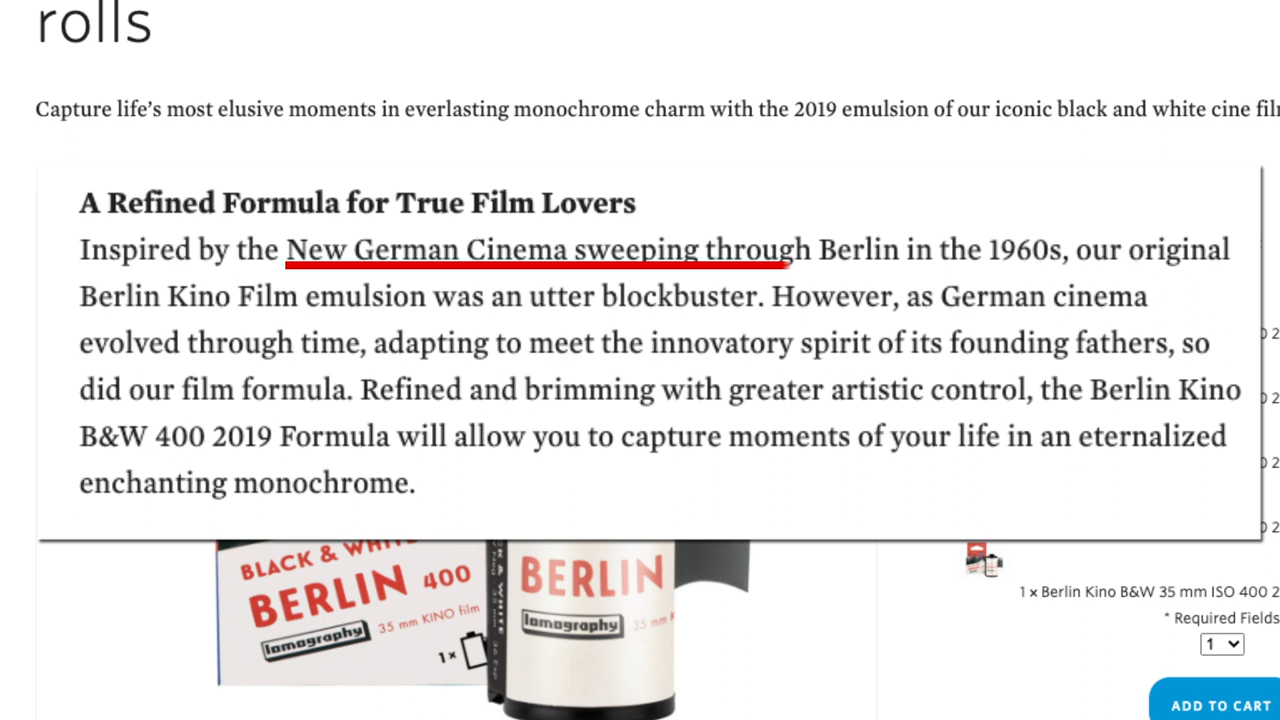 rolls
Capture life’s most elusive moments in everlasting monochrome charm with the 2019 emulsion of our iconic black and white cine
A Refined Formula for True Film Lovers
Inspired by the New German Cinema sweeping through Berlin in the 1960s, our original
Berlin Kino Film emulsion was an utter blockbuster. However, as German cinema
evolved through time, adapting to meet the innovatory spirit of its founding fathers, so
did our film formula. Refined and brimming with greater artistic control, the Berlin Kino
B&W 400 2019 Formula will allow you to capture moments of your life in an eternalized
enchanting monochrome.
BLACK & WHITE
BERLIN 400
lomography 35 mm KINO film
1×
BERLIN
lomography 35 mm
1 x Berlin Kino B&W 35 mm ISO 400 2
* Required Fields
1
ADD TO CART